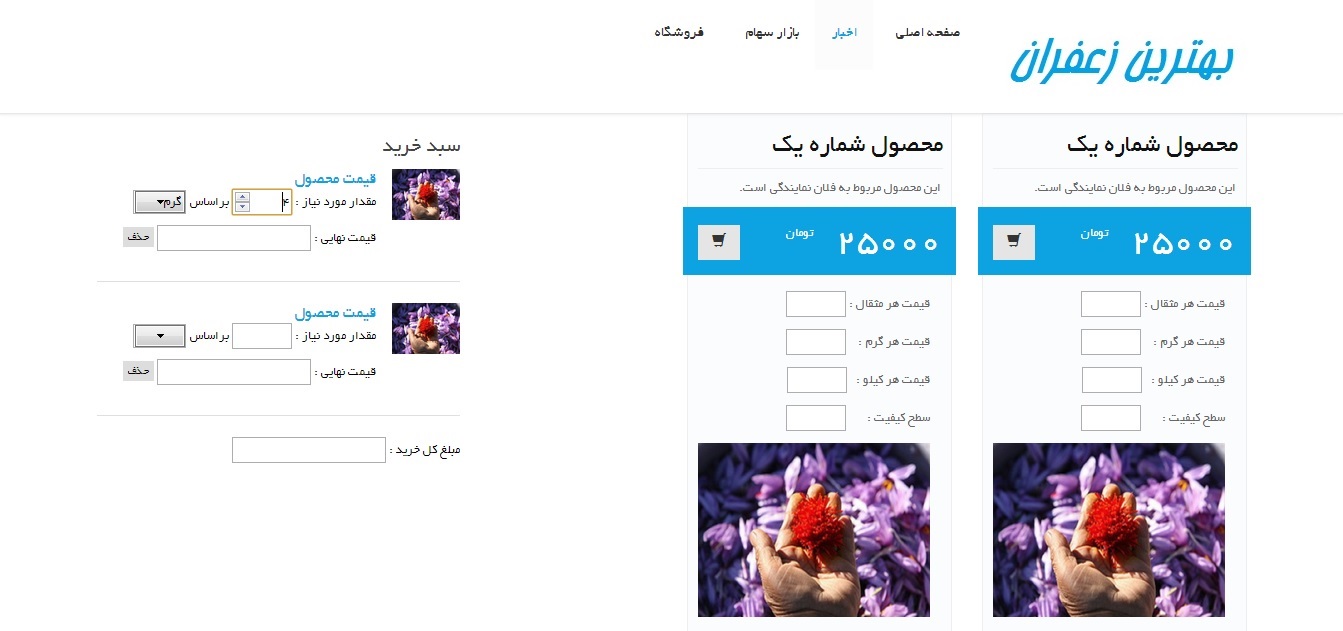 بهترین زعفران
صفحه اصلی
اخبار
بازار سهام
فروشگاه
محصول شماره یک
این محصول مربوط به فلان نمایندگی است.
۲۵۰۰۰ تومان
قیمت هر مثقال :
قیمت هر گرم :
قیمت هر کیلو :
سطح کیفیت :
محصول شماره یک
این محصول مربوط به فلان نمایندگی است.
۲۵۰۰۰ تومان
قیمت هر مثقال :
قیمت هر گرم :
قیمت هر کیلو :
سطح کیفیت :
سبد خرید
قیمت محصول
مقدار مورد نیاز : ۴ براساس گرم
قیمت نهایی : حذف
قیمت محصول
مقدار مورد نیاز : براساس
قیمت نهایی : حذف
مبلغ کل خرید :